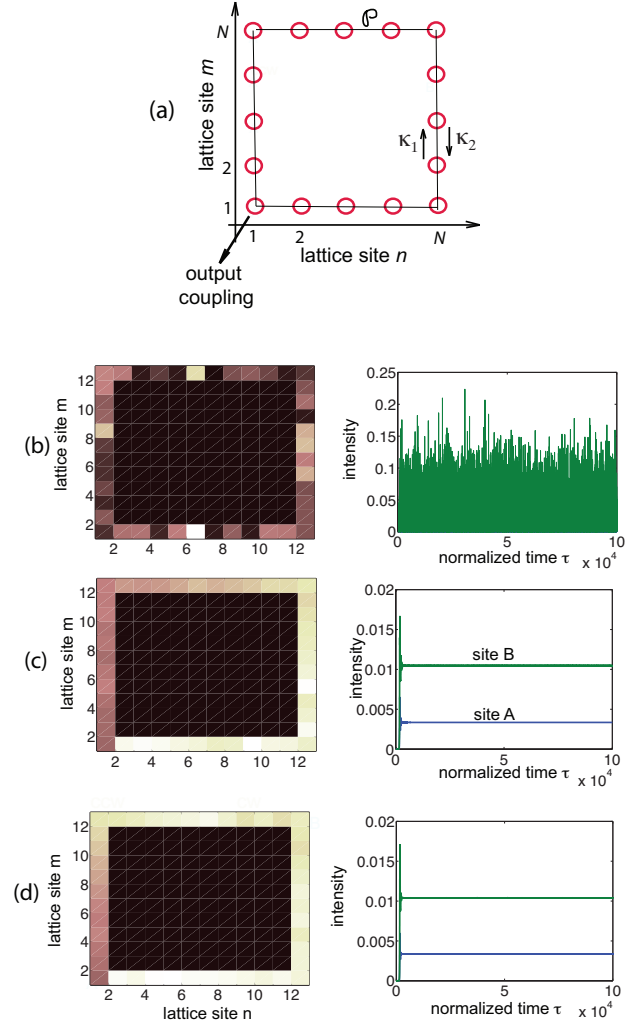 N
℘
lattice site m
(a)
κ1
κ2
2
1
1
2
N
lattice site n
output
coupling
(b)
lattice site m
12
10
8
6
4
2
2
4
6
8
10
12
intensity
0.25
0.2
0.15
0.1
0.05
0
0
5
10
x 10^4
normalized time τ
(c)
lattice site m
12
10
8
6
4
2
2
4
6
8
10
12
intensity
0.02
0.015
0.01
0.005
0
site B
site A
0
5
10
x 10^4
normalized time τ
(d)
lattice site m
12
10
8
6
4
2
2
4
6
8
10
12
lattice site n
intensity
0.02
0.015
0.01
0.005
0
0
5
10
x 10^4
normalized time τ